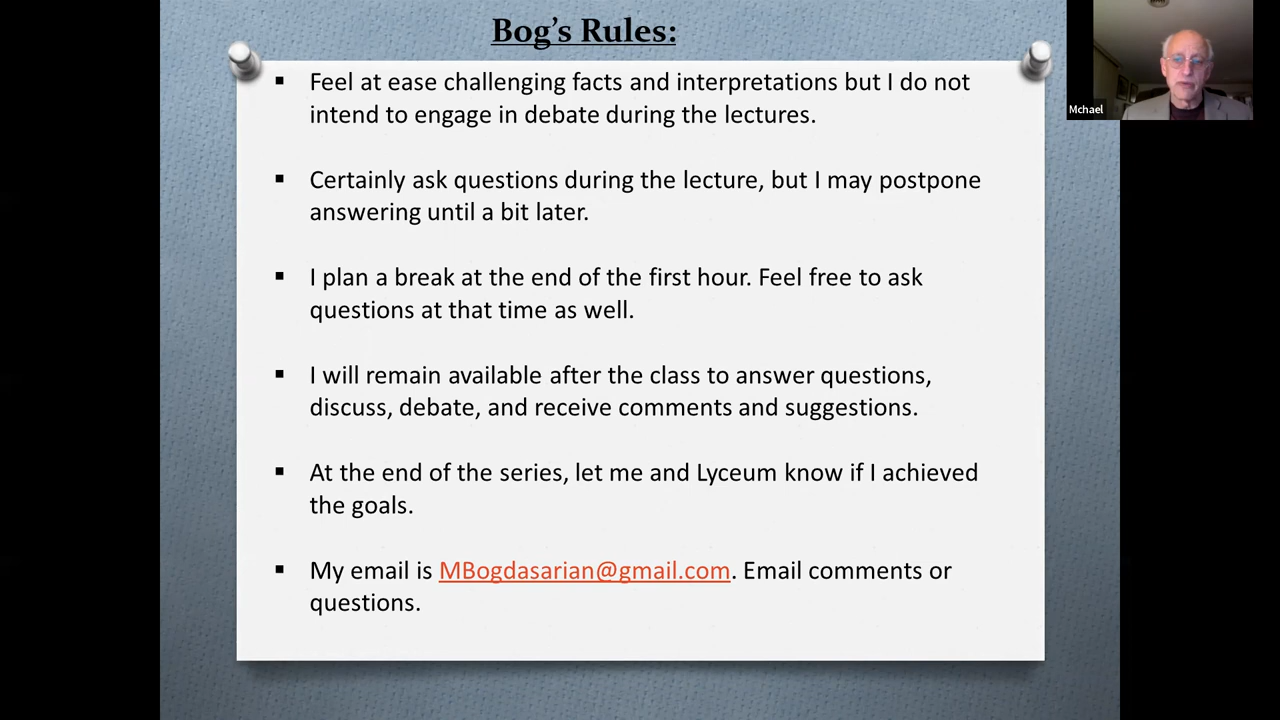 Bog's Rules:
Mchael
▪ Feel at ease challenging facts and interpretations but I do not
intend to engage in debate during the lectures.
▪ Certainly ask questions during the lecture, but I may postpone
answering until a bit later.
▪ I plan a break at the end of the first hour. Feel free to ask
questions at that time as well.
▪ I will remain available after the class to answer questions,
discuss, debate, and receive comments and suggestions.
▪ At the end of the series, let me and Lyceum know if I achieved
the goals.
▪ My email is MBogdasarian@gmail.com. Email comments or
questions.